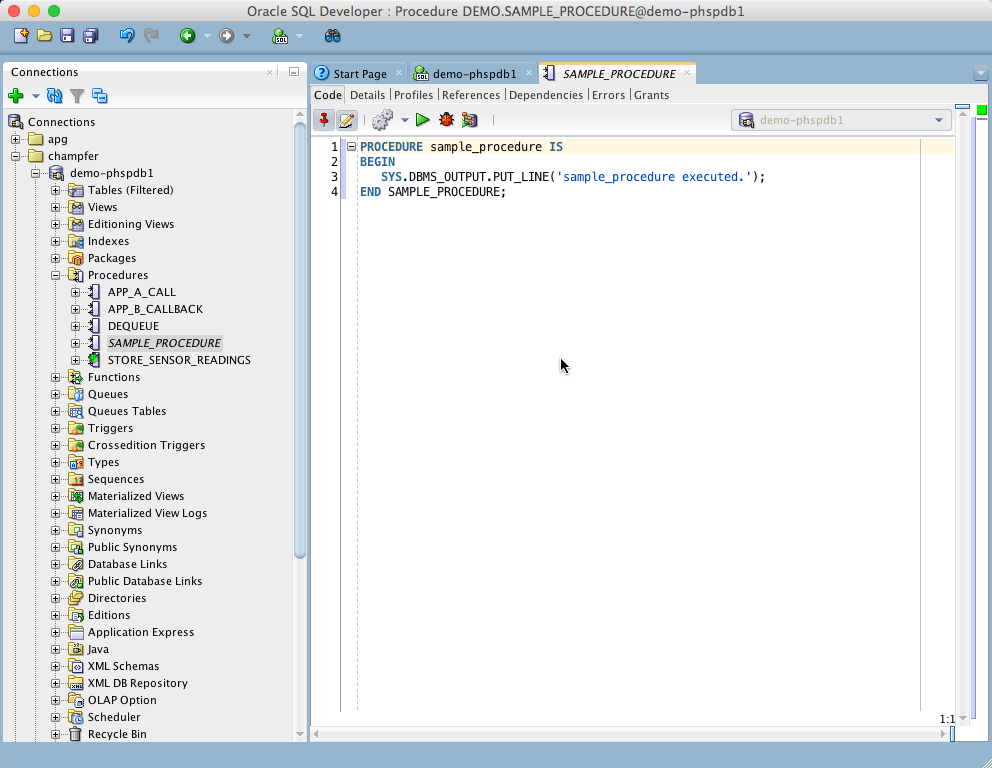 Oracle SQL Developer : Procedure DEMO.SAMPLE_PROCEDURE@demo-phspdb1
Connections
Connections
apg
champfer
demo-phspdb1
Tables (Filtered)
Views
Editioning Views
Indexes
Packages
Procedures
APP_A_CALL
APP_B_CALLBACK
DEQUEUE
SAMPLE_PROCEDURE
STORE_SENSOR_READINGS
Functions
Queues
Queues Tables
Triggers
Crossedition Triggers
Types
Sequences
Materialized Views
Materialized View Logs
Synonyms
Public Synonyms
Database Links
Public Database Links
Directories
Editions
Application Express
Java
XML Schemas
XML DB Repository
OLAP Option
Scheduler
Recycle Bin
Start Page demo-phspdb1 SAMPLE_PROCEDURE
Code Details Profiles References Dependencies Errors Grants
demo-phspdb1
1 PROCEDURE sample_procedure IS
2 BEGIN
3 SYS.DBMS_OUTPUT.PUT_LINE('sample_procedure executed.');
4 END SAMPLE_PROCEDURE;
1:1